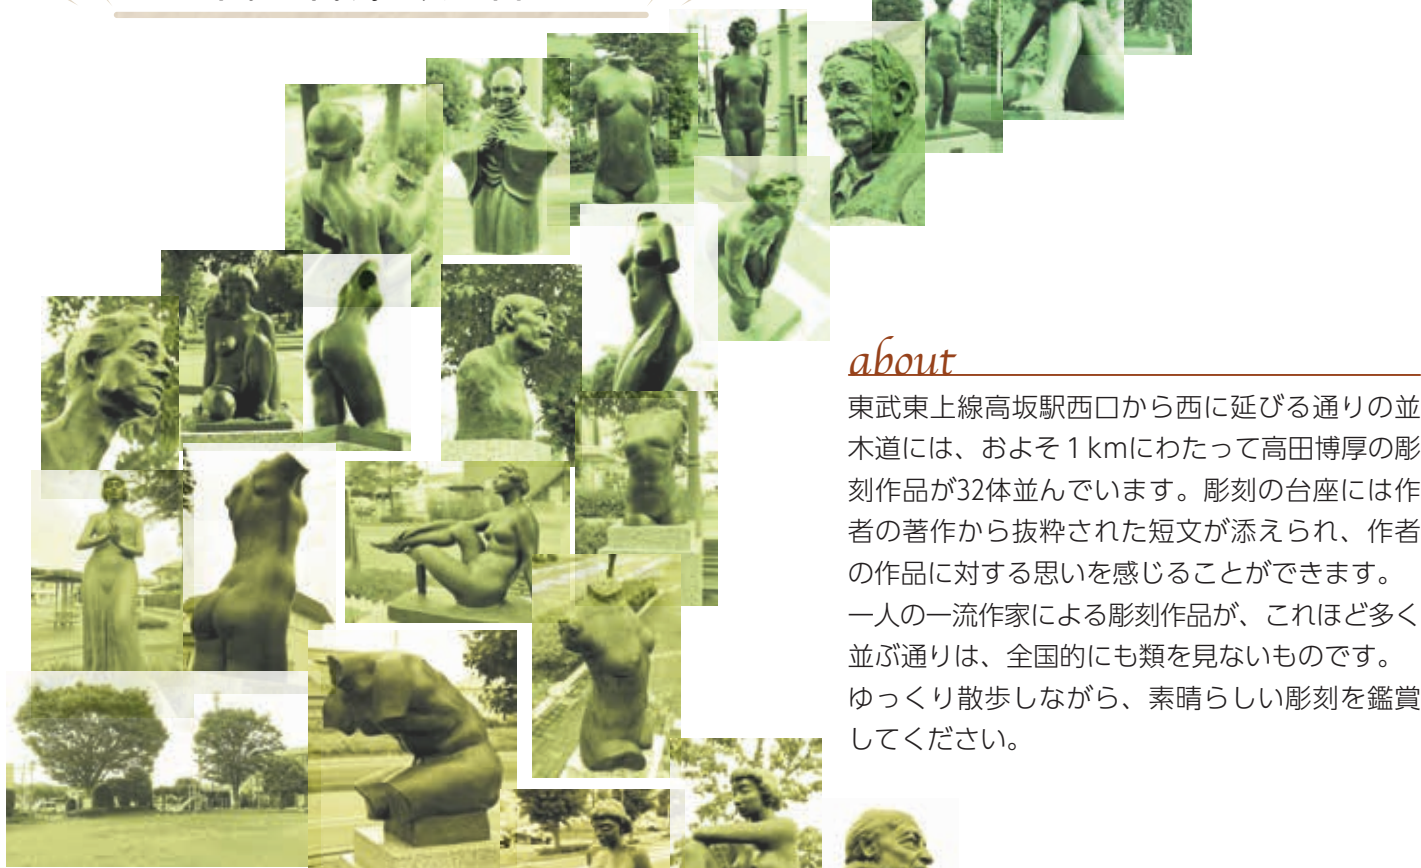 about
東武東上線高坂駅西口から西に延びる通りの並
木道には、およそ1kmにわたって高田博厚の彫
刻作品が32体並んでいます。彫刻の台座には作
者の著作から抜粋された短文が添えられ、作者
の作品に対する思いを感じることができます。
一人の一流作家による彫刻作品が、これほど多く
並ぶ通りは、全国的にも類を見ないものです。
ゆっくり散歩しながら、素晴らしい彫刻を鑑賞
してください。